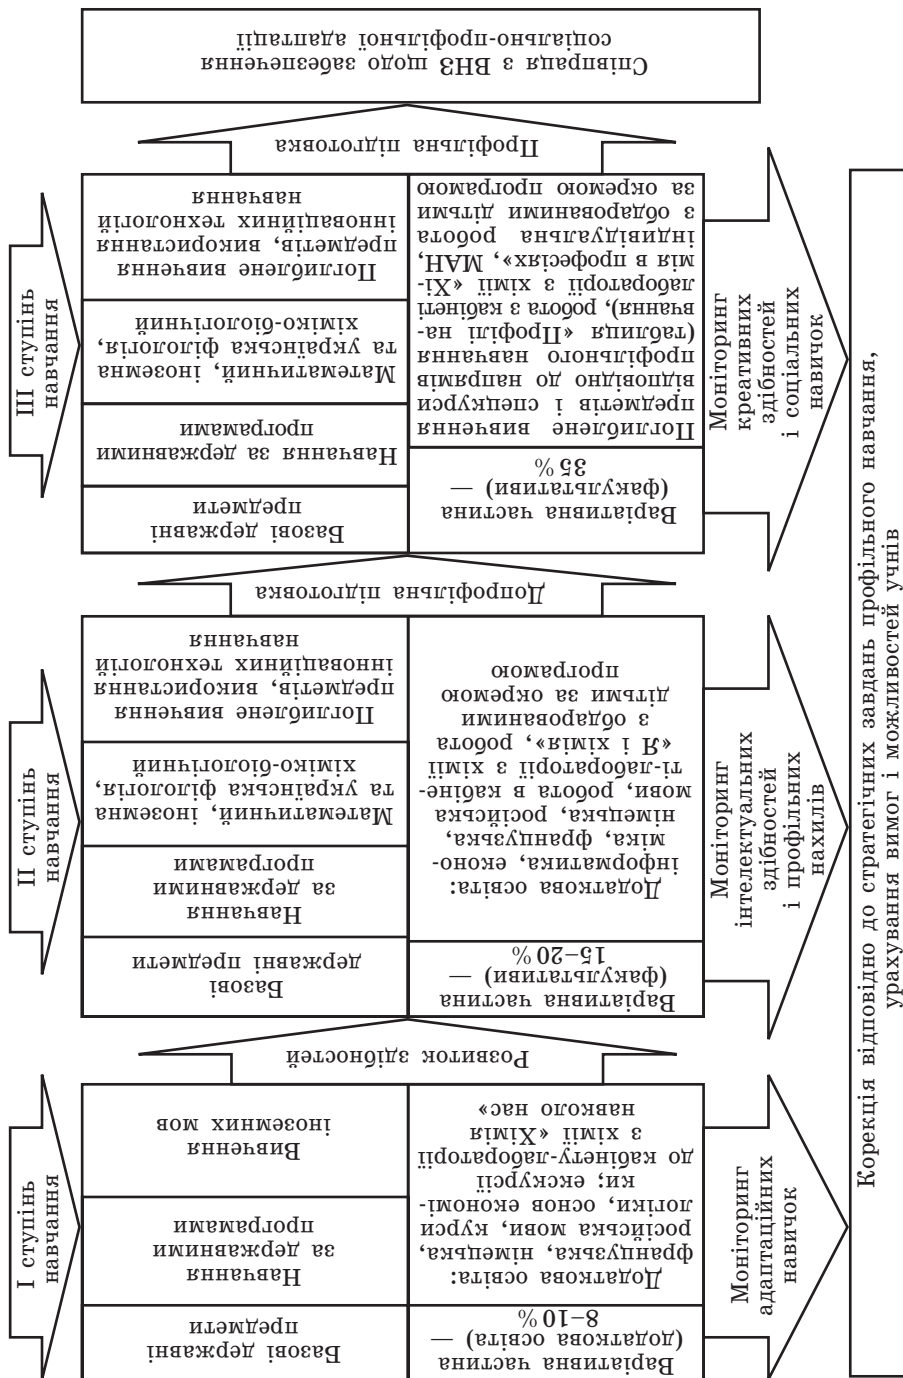 I ступінь
навчання
Базові державні
предмети
Навчання
за державними
програмами
Вивчення
іноземних мов
Варіативна частина
(додаткова освіта) —
8–10 %
Додаткова освіта:
французька, німецька,
російська мови, курси
логіки, основ економі-
ки; екскурсії
до кабінету-лабораторії
з хімії «Хімія
навколо нас»
Моніторинг
адаптаційних
навичок
Розвиток здібностей
II ступінь
навчання
Базові
державні предмети
Навчання
за державними
програмами
Математичний, іноземна
та українська філологія,
хіміко-біологічний
Поглиблене вивчення
предметів, використання
інноваційних технологій
навчання
Варіативна частина
(факультативи) —
15–20 %
Додаткова освіта:
інформатика, еконо-
міка, французька,
німецька, російська
мови, робота в кабіне-
ті-лабораторії з хімії
«Я і хімія», робота
з обдарованими
дітьми за окремою
програмою
Моніторинг
інтелектуальних
здібностей
і профільних
нахилів
Допрофільна підготовка
III ступінь
навчання
Базові державні
предмети
Навчання за державними
програмами
Математичний, іноземна
та українська філологія,
хіміко-біологічний
Поглиблене вивчення
предметів, використання
інноваційних технологій
навчання
Варіативна частина
(факультативи) —
35 %
Поглиблене вивчення
предметів і спецкурси
відповідно до напрямів
профільного навчання
(таблиця «Профілі на-
вчання), робота з кабінеті
лабораторії з хімії «Хі-
мія в професіях», МАН,
індивідуальна робота
з обдарованими дітьми
за окремою програмою
Моніторинг
креативних
здібностей
і соціальних
навичок
Профільна підготовка
Співпраця з ВНЗ щодо забезпечення
соціально-профільної адаптації
Корекція відповідно до стратегічних завдань профільного навчання,
урахування вимог і можливостей учнів